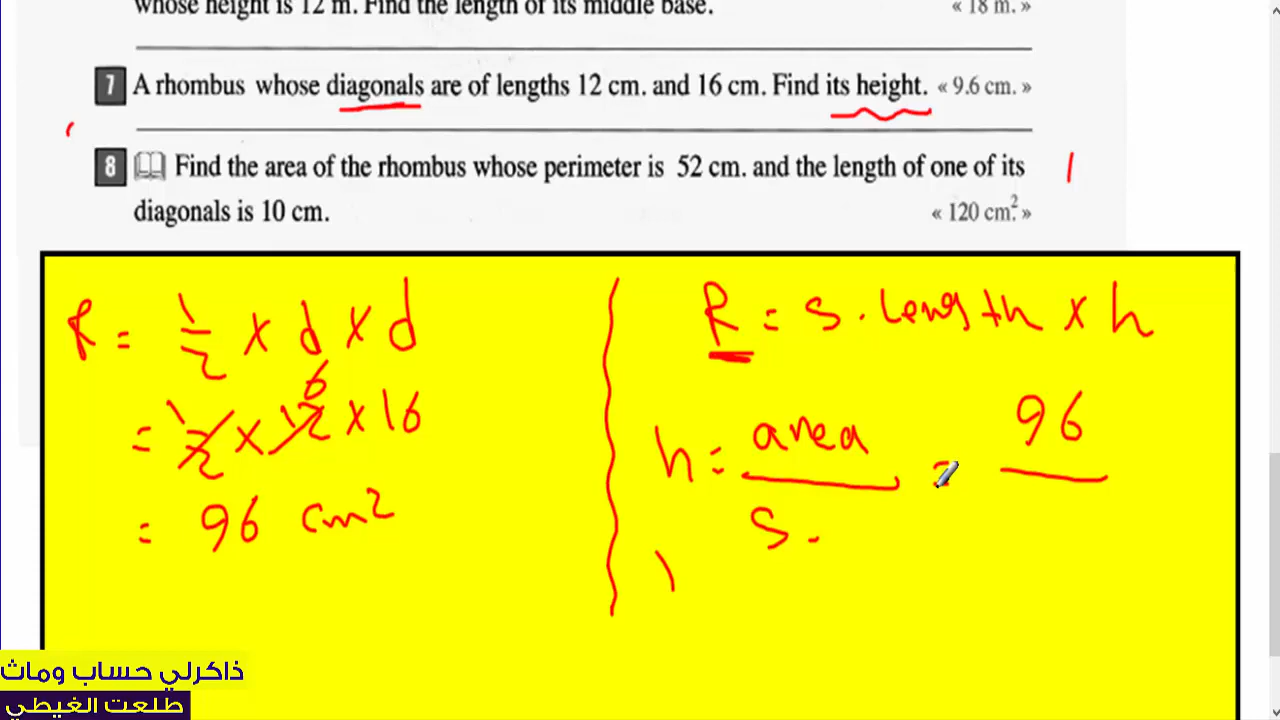 whose height is 12 m. Find the length of its middle base. « 18 m. »
7 A rhombus whose diagonals are of lengths 12 cm. and 16 cm. Find its height. « 9.6 cm. »
8 Find the area of the rhombus whose perimeter is 52 cm. and the length of one of its
diagonals is 10 cm. « 120 cm². »
R = 1/2 × d × d
= 1/2 × 12 6 × 16
= 96 cm²
R = s. length × h
h = area / s. = 96
ذاكرلي حساب وماث
طلعت الغيطي